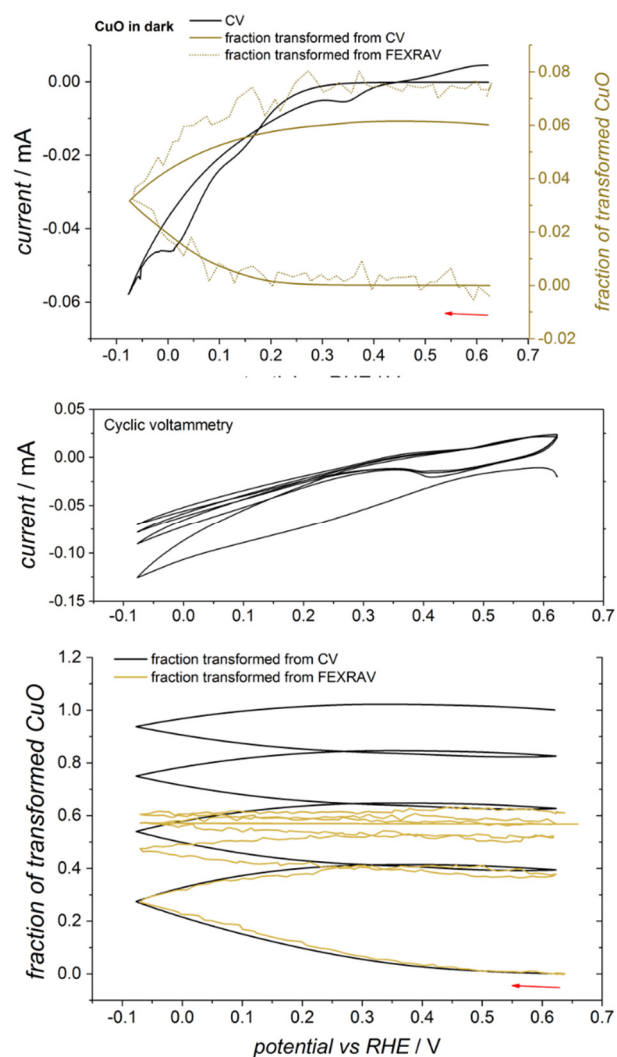 CuO in dark
CV
fraction transformed from CV
fraction transformed from FEXRAV
0.00
-0.02
-0.04
-0.06
current / mA
0.08
0.06
0.04
0.02
0.00
-0.02
fraction of transformed CuO
-0.1 0.0 0.1 0.2 0.3 0.4 0.5 0.6 0.7
Cyclic voltammetry
0.05
0.00
-0.05
-0.10
-0.15
current / mA
-0.1 0.0 0.1 0.2 0.3 0.4 0.5 0.6 0.7
fraction transformed from CV
fraction transformed from FEXRAV
1.2
1.0
0.8
0.6
0.4
0.2
0.0
fraction of transformed CuO
-0.1 0.0 0.1 0.2 0.3 0.4 0.5 0.6 0.7
potential vs RHE / V